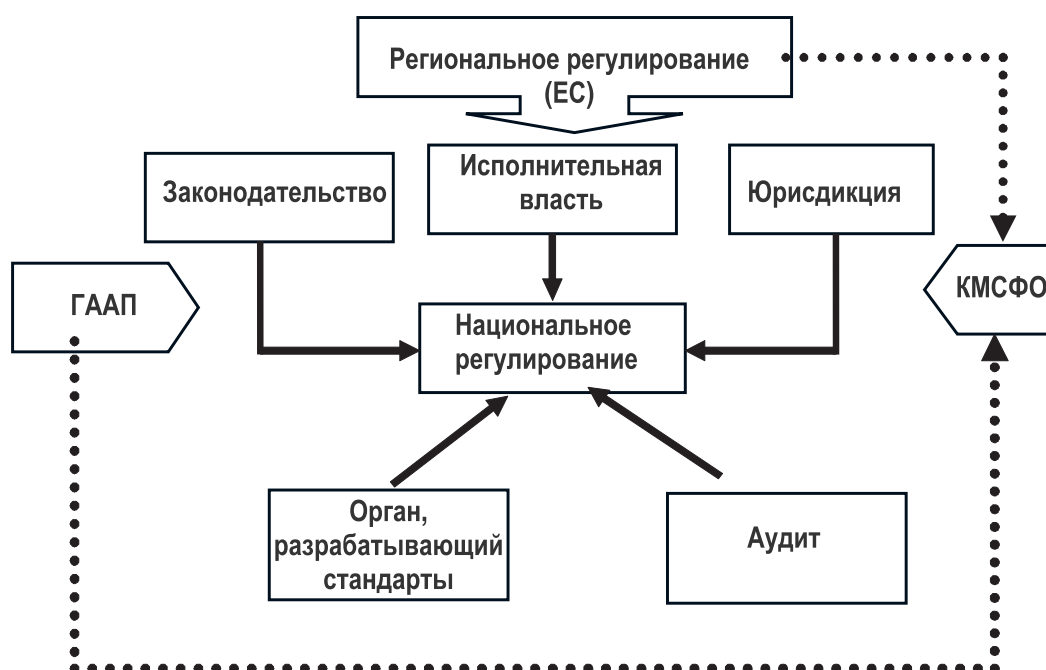 Региональное регулирование
(ЕС)
Законодательство
Исполнительная
власть
Юрисдикция
ГААП
КМСФО
Национальное
регулирование
Орган,
разрабатывающий
стандарты
Аудит